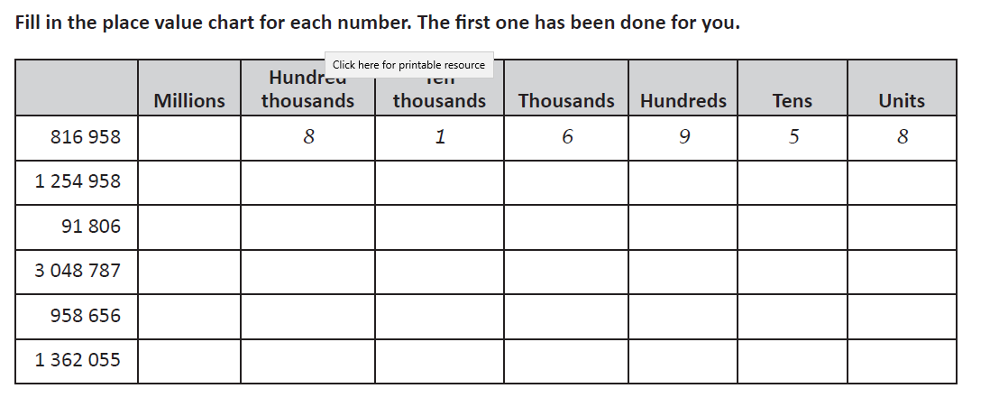 Fill in the place value chart for each number. The first one has been done for you.
Click here for printable resource
Millions Hundred thousands Ten thousands Thousands Hundreds Tens Units
816 958 8 1 6 9 5 8
1 254 958
91 806
3 048 787
958 656
1 362 055